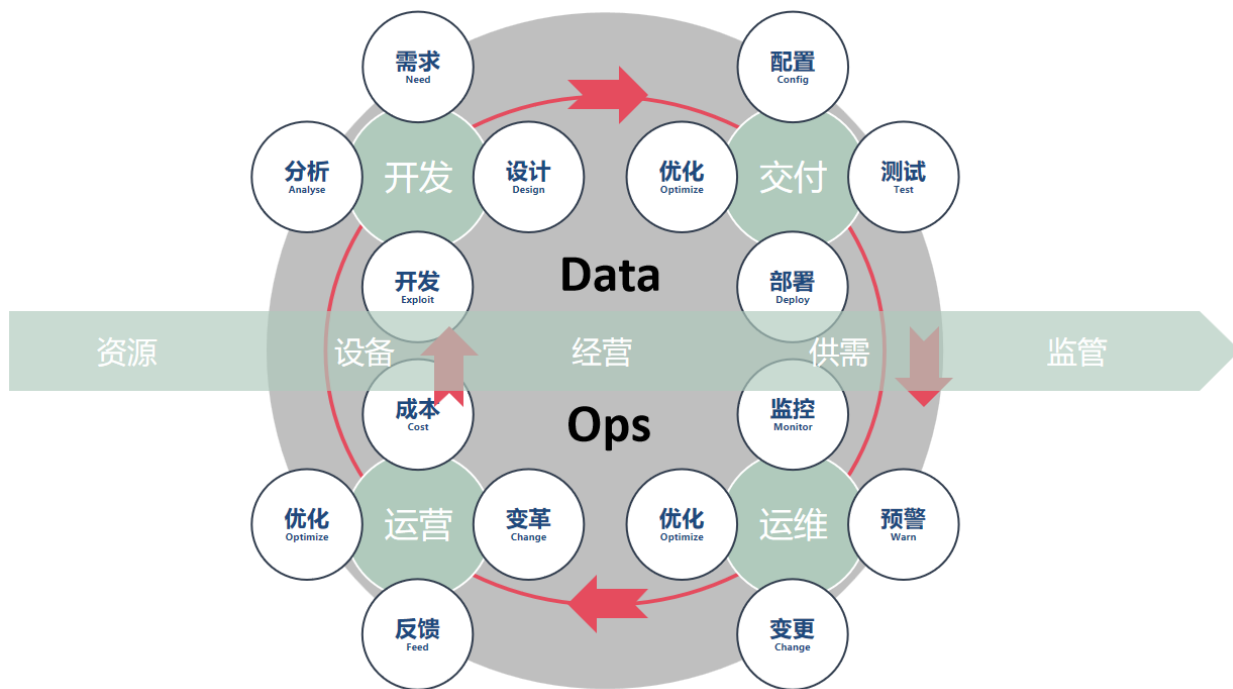 需求
Need
配置
Config
分析
Analyse
开发
设计
Design
优化
Optimize
交付
测试
Test
开发
Exploit
Data
部署
Deploy
资源
设备
经营
供需
监管
成本
Cost
Ops
监控
Monitor
优化
Optimize
运营
变革
Change
优化
Optimize
运维
预警
Warn
反馈
Feed
变更
Change